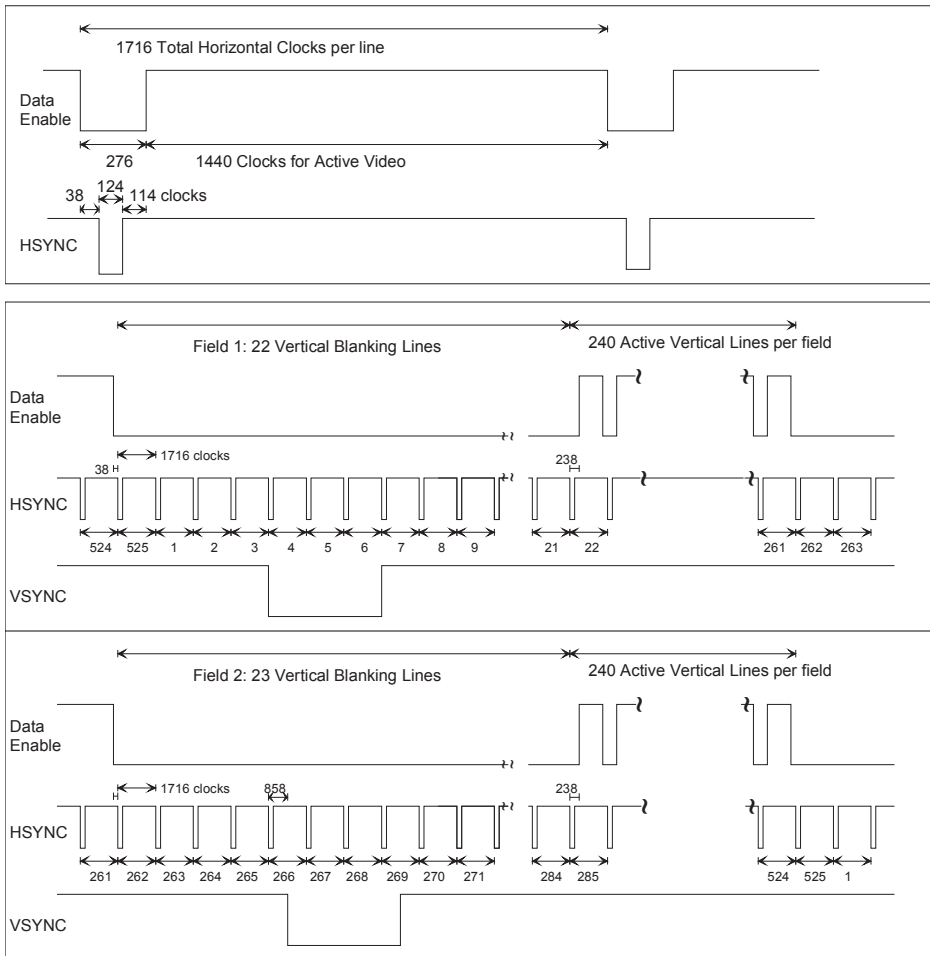 1716 Total Horizontal Clocks per line
Data
Enable
276
1440 Clocks for Active Video
124
38
114 clocks
HSYNC
Field 1: 22 Vertical Blanking Lines
240 Active Vertical Lines per field
Data
Enable
1716 clocks
38
238
HSYNC
524 525 1 2 3 4 5 6 7 8 9 21 22 261 262 263
VSYNC
Field 2: 23 Vertical Blanking Lines
240 Active Vertical Lines per field
Data
Enable
1716 clocks
858
238
HSYNC
261 262 263 264 265 266 267 268 269 270 271 284 285 524 525 1
VSYNC